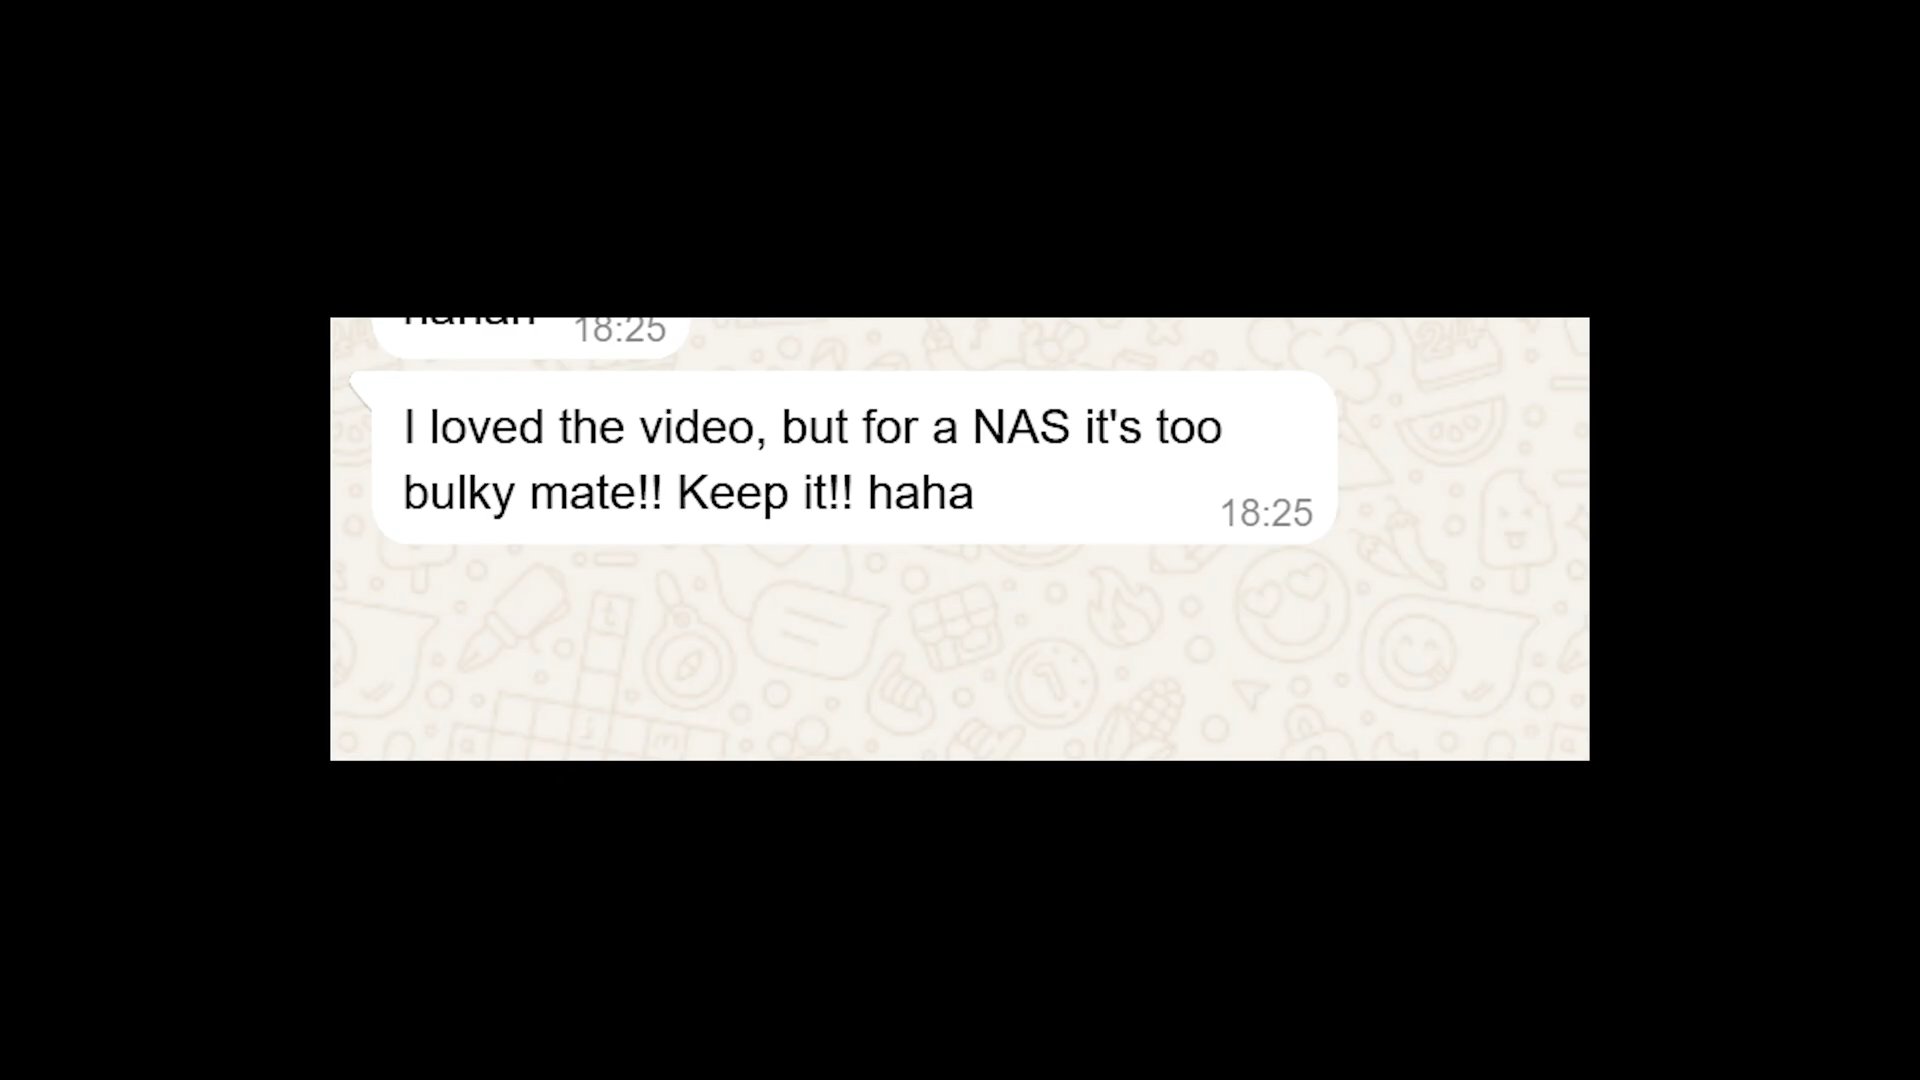 18:25
I loved the video, but for a NAS it's too
bulky mate!! Keep it!! haha
18:25